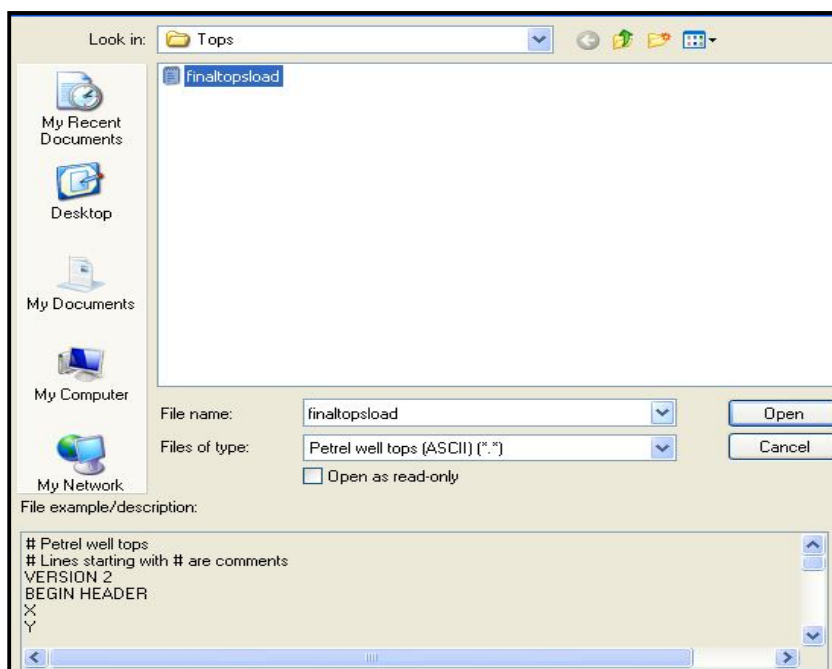 Look in:
Tops
finaltopsload
My Recent
Documents
Desktop
My Documents
My Computer
My Network
File name:
finaltopsload
Open
Files of type:
Petrel well tops (ASCII) (*.*)
Cancel
Open as read-only
File example/description:
# Petrel well tops
# Lines starting with # are comments
VERSION 2
BEGIN HEADER
X
Y